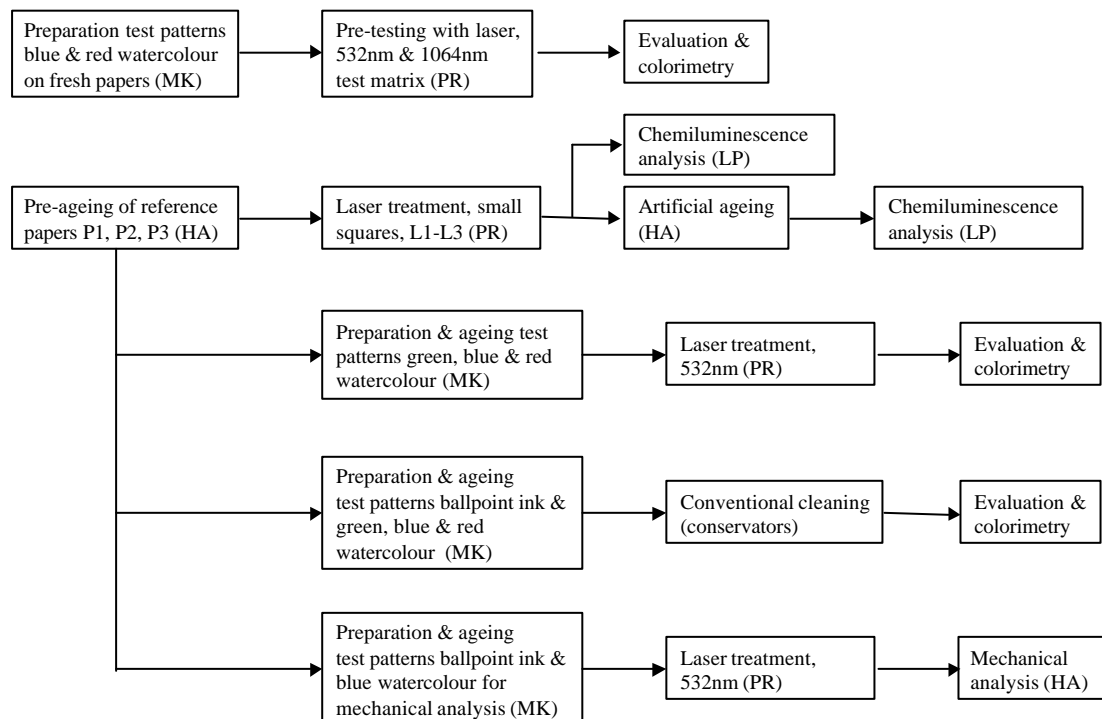 Preparation test patterns
blue & red watercolour
on fresh papers (MK)
Pre-testing with laser,
532nm & 1064nm
test matrix (PR)
Evaluation &
colorimetry
Chemiluminescence
analysis (LP)
Pre-ageing of reference
papers P1, P2, P3 (HA)
Laser treatment, small
squares, L1-L3 (PR)
Artificial ageing
(HA)
Chemiluminescence
analysis (LP)
Preparation & ageing test
patterns green, blue & red
watercolour (MK)
Laser treatment,
532nm (PR)
Evaluation &
colorimetry
Preparation & ageing
test patterns ballpoint ink &
green, blue & red
watercolour (MK)
Conventional cleaning
(conservators)
Evaluation &
colorimetry
Preparation & ageing
test patterns ballpoint ink &
blue watercolour for
mechanical analysis (MK)
Laser treatment,
532nm (PR)
Mechanical
analysis (HA)